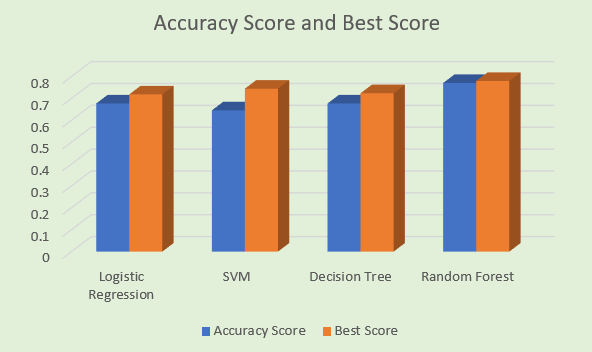 Accuracy Score and Best Score
0.8
0.7
0.6
0.5
0.4
0.3
0.2
0.1
0
Logistic
Regression
SVM
Decision Tree
Random Forest
Accuracy Score
Best Score